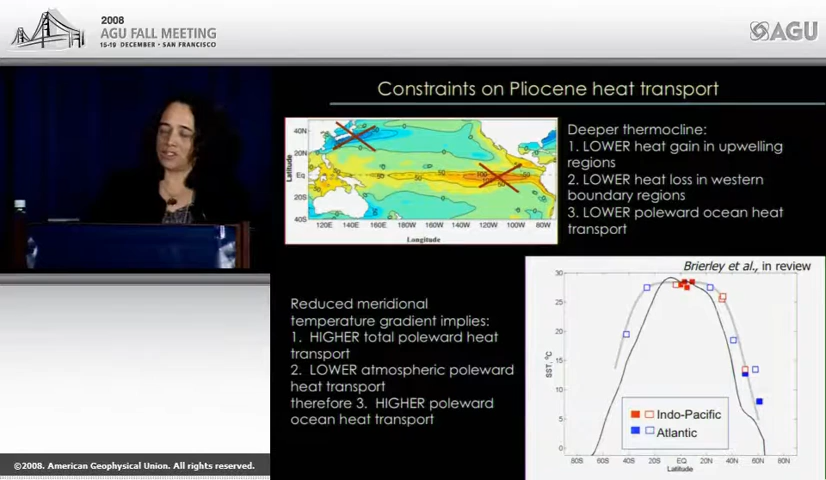 2008
AGU FALL MEETING
15-19 DECEMBER · SAN FRANCISCO
AGU
Constraints on Pliocene heat transport
40N
20N
Eq
20S
40S
Latitude
120E 140E 160E 180 160W 140W 120W 100W 80W 60W
Longitude
Deeper thermocline:
1. LOWER heat gain in upwelling
regions
2. LOWER heat loss in western
boundary regions
3. LOWER poleward ocean heat
transport
Brierley et al., in review
Reduced meridional
temperature gradient implies:
1. HIGHER total poleward heat
transport
2. LOWER atmospheric poleward
heat transport
therefore 3. HIGHER poleward
ocean heat transport
30
25
20
15
10
5
0
SST, °C
Indo-Pacific
Atlantic
80S 60S 40S 20S EQ 20N 40N 60N 80N
Latitude
©2008. American Geophysical Union. All rights reserved.